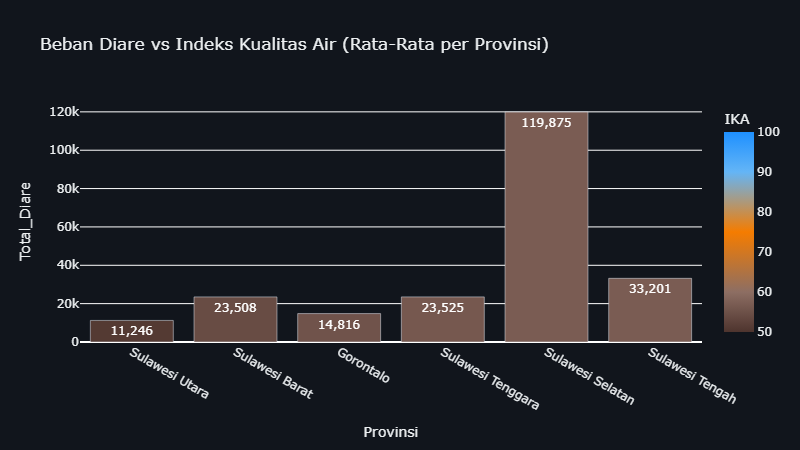 Beban Diare vs Indeks Kualitas Air (Rata-Rata per Provinsi)
IKA
120k
100k
80k
60k
40k
20k
0
Total_Diare
11,246
23,508
14,816
23,525
119,875
33,201
100
90
80
70
60
50
Sulawesi Utara
Sulawesi Barat
Gorontalo
Sulawesi Tenggara
Sulawesi Selatan
Sulawesi Tengah
Provinsi